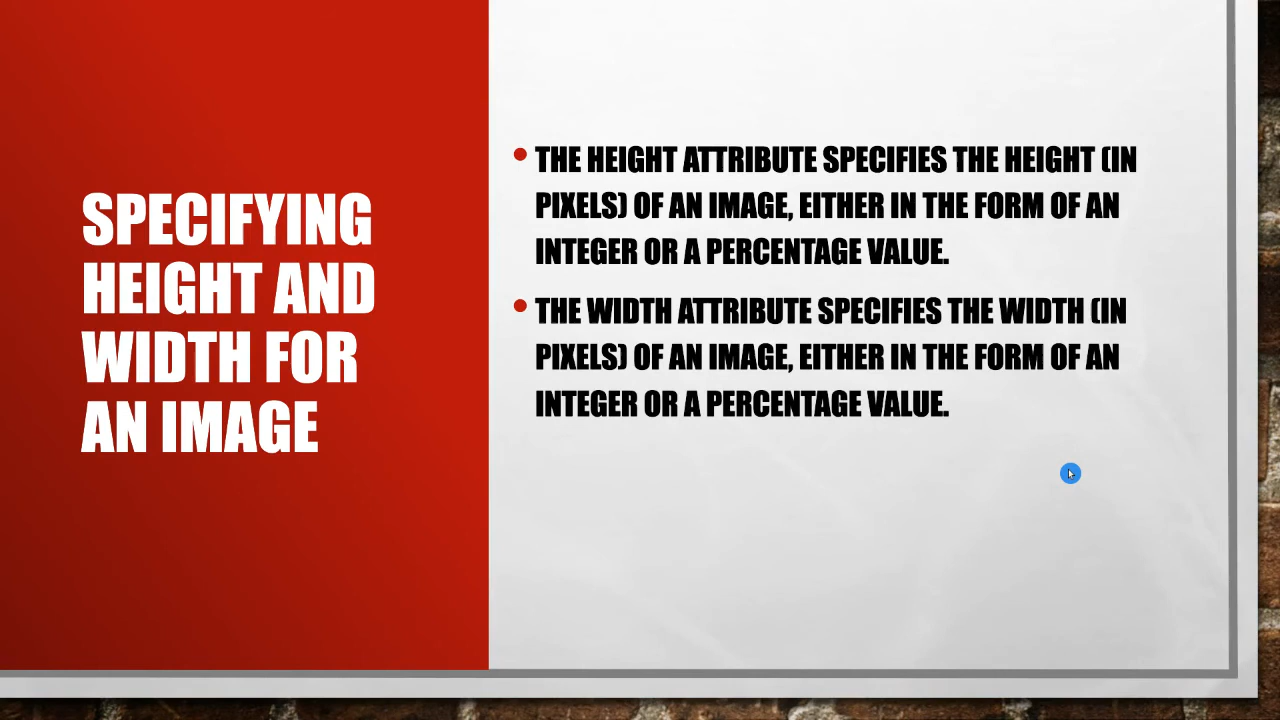 SPECIFYING
HEIGHT AND
WIDTH FOR
AN IMAGE
• THE HEIGHT ATTRIBUTE SPECIFIES THE HEIGHT (IN
PIXELS) OF AN IMAGE, EITHER IN THE FORM OF AN
INTEGER OR A PERCENTAGE VALUE.
• THE WIDTH ATTRIBUTE SPECIFIES THE WIDTH (IN
PIXELS) OF AN IMAGE, EITHER IN THE FORM OF AN
INTEGER OR A PERCENTAGE VALUE.